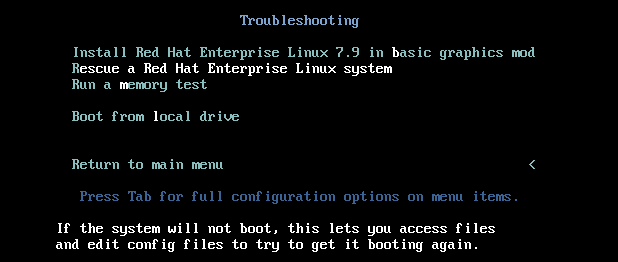 Troubleshooting
Install Red Hat Enterprise Linux 7.9 in basic graphics mod
Rescue a Red Hat Enterprise Linux system
Run a memory test
Boot from local drive
Return to main menu <
Press Tab for full configuration options on menu items.
If the system will not boot, this lets you access files
and edit config files to try to get it booting again.